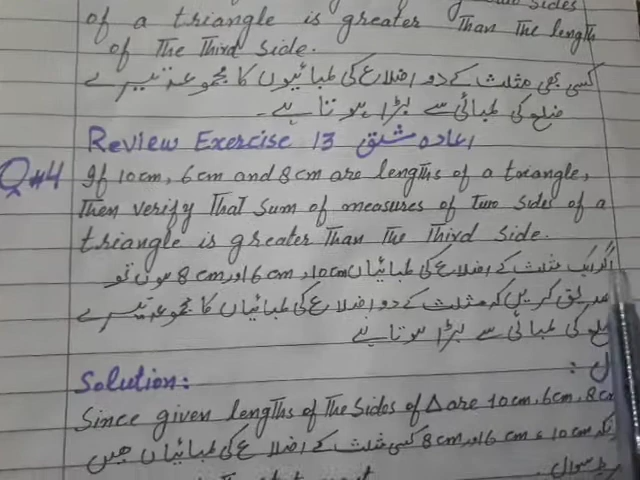 two sides
of a triangle is greater Than The length
of The Third side.
کسی بھی مثلث کے دو اضلاع کی لمبائیوں کا مجموعہ تیسرے
ضلع کی لمبائی سے بڑا ہوتا ہے۔
Review Exercise 13 اعادہ مشق
Q#4 If 10cm, 6cm and 8cm are lengths of a triangle,
Then verify That sum of measures of Two sides of a
triangle is greater Than The Third side.
اگر ایک مثلث کے اضلاع کی لمبائیاں 10cm، 6cm اور 8cm ہوں تو
کریں کہ مثلث کے دو اضلاع کی لمبائیاں کا مجموعہ تیسرے
ضلع کی لمبائی سے بڑا ہوتا ہے
Solution:
Since given lengths of The sides of Δ are 10cm, 6cm, 8cm
10cm، 6cm اور 8cm کسی مثلث کے اضلاع کی لمبائیاں ہیں